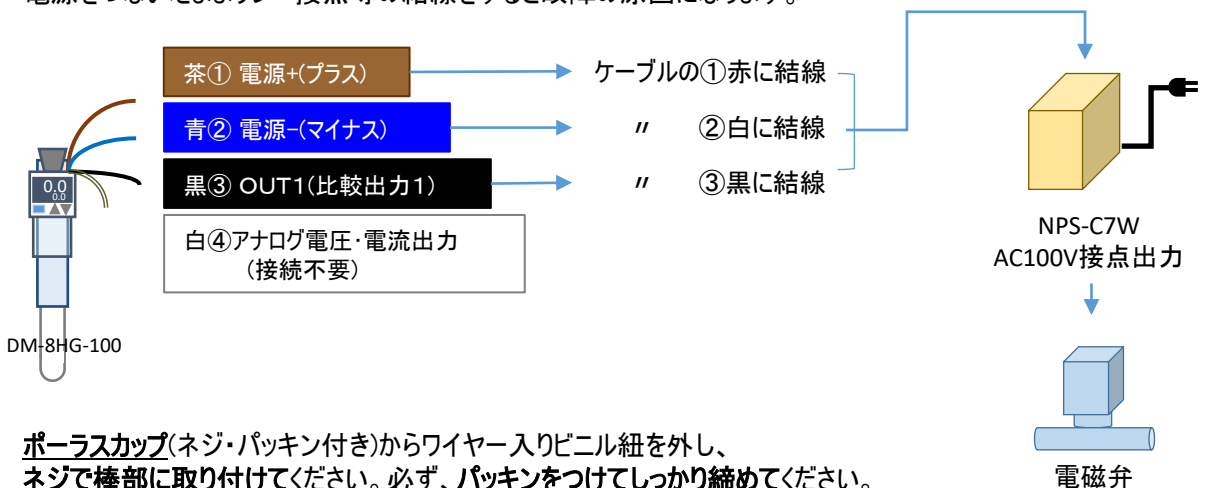 茶① 電源+(プラス)
ケーブルの①赤に結線
青② 電源−(マイナス)
〃 ②白に結線
黒③ OUT1(比較出力1)
〃 ③黒に結線
白④アナログ電圧・電流出力
(接続不要)
0.0
0.0
DM-8HG-100
NPS-C7W
AC100V接点出力
電磁弁
ポーラスカップ(ネジ・パッキン付き)からワイヤー入りビニル紐を外し、
ネジで棒部に取り付けてください。必ず、パッキンをつけてしっかり締めてください。